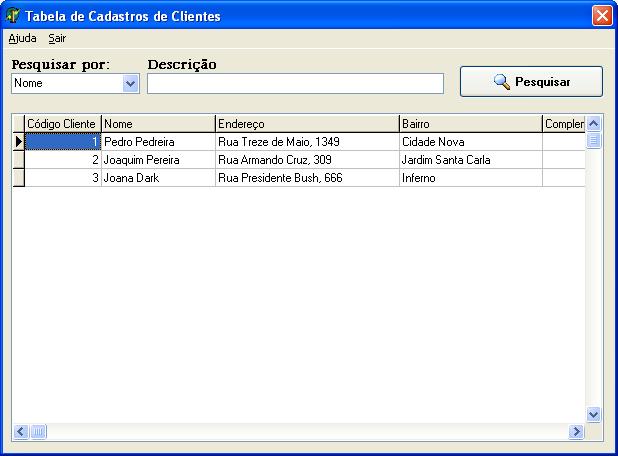 Tabela de Cadastros de Clientes
Ajuda Sair
Pesquisar por: Descrição
Nome Pesquisar
Código Cliente Nome Endereço Bairro Complem
1 Pedro Pedreira Rua Treze de Maio, 1349 Cidade Nova
2 Joaquim Pereira Rua Armando Cruz, 309 Jardim Santa Carla
3 Joana Dark Rua Presidente Bush, 666 Inferno